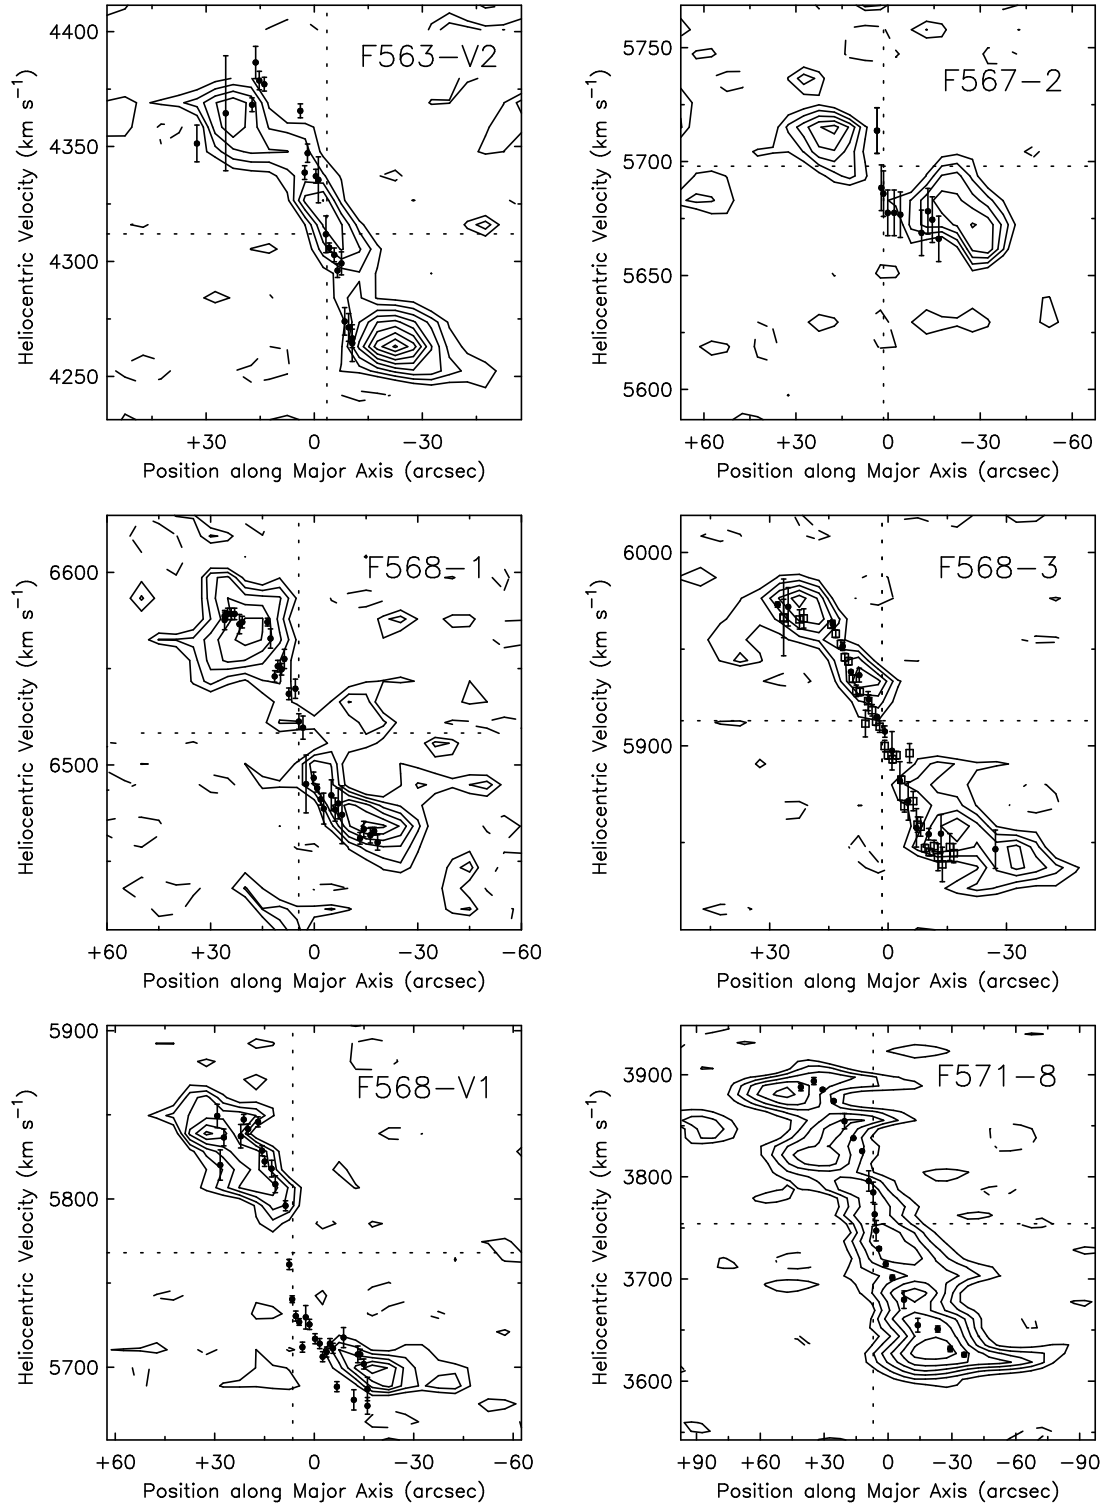 F563−V2
4400
4350
4300
4250
Heliocentric Velocity (km s⁻¹)
+30 0 −30
Position along Major Axis (arcsec)
F567−2
5750
5700
5650
5600
Heliocentric Velocity (km s⁻¹)
+60 +30 0 −30 −60
Position along Major Axis (arcsec)
F568−1
6600
6500
Heliocentric Velocity (km s⁻¹)
+60 +30 0 −30 −60
Position along Major Axis (arcsec)
F568−3
6000
5900
Heliocentric Velocity (km s⁻¹)
+30 0 −30
Position along Major Axis (arcsec)
F568−V1
5900
5800
5700
Heliocentric Velocity (km s⁻¹)
+60 +30 0 −30 −60
Position along Major Axis (arcsec)
F571−8
3900
3800
3700
3600
Heliocentric Velocity (km s⁻¹)
+90 +60 +30 0 −30 −60 −90
Position along Major Axis (arcsec)